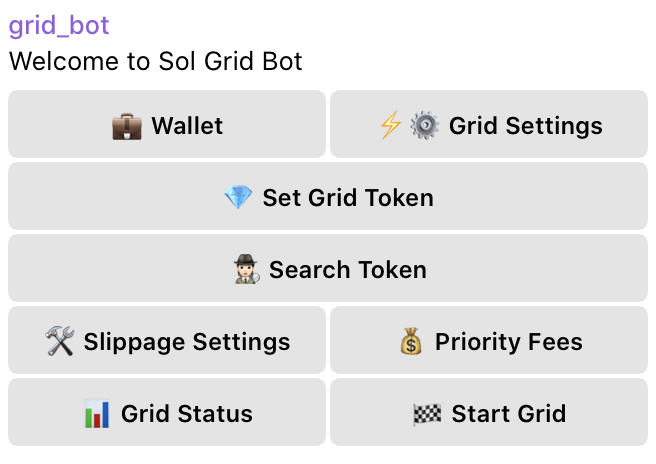 grid_bot
Welcome to Sol Grid Bot
💼 Wallet
⚡⚙️ Grid Settings
💎 Set Grid Token
🕵🏻‍♂️ Search Token
🛠️ Slippage Settings
💰 Priority Fees
📊 Grid Status
🏁 Start Grid